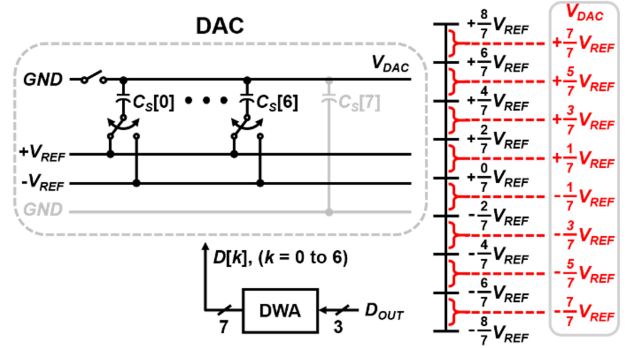 DAC
GND
V_DAC
C_S[0] • • • C_S[6]
C_S[7]
+V_REF
-V_REF
GND
D[k], (k = 0 to 6)
7
DWA
3
D_OUT
+8/7 V_REF
+6/7 V_REF
+4/7 V_REF
+2/7 V_REF
+0/7 V_REF
-2/7 V_REF
-4/7 V_REF
-6/7 V_REF
-8/7 V_REF
V_DAC
+7/7 V_REF
+5/7 V_REF
+3/7 V_REF
+1/7 V_REF
-1/7 V_REF
-3/7 V_REF
-5/7 V_REF
-7/7 V_REF